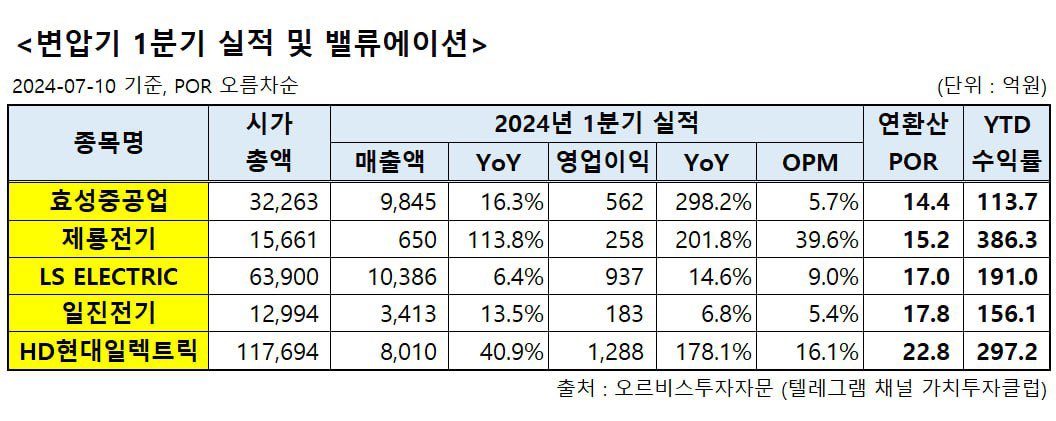 <변압기 1분기 실적 및 밸류에이션>
2024-07-10 기준, POR 오름차순 (단위 : 억원)
종목명 시가 총액 2024년 1분기 실적 연환산 POR YTD 수익률
매출액 YoY 영업이익 YoY OPM
효성중공업 32,263 9,845 16.3% 562 298.2% 5.7% 14.4 113.7
제룡전기 15,661 650 113.8% 258 201.8% 39.6% 15.2 386.3
LS ELECTRIC 63,900 10,386 6.4% 937 14.6% 9.0% 17.0 191.0
일진전기 12,994 3,413 13.5% 183 6.8% 5.4% 17.8 156.1
HD현대일렉트릭 117,694 8,010 40.9% 1,288 178.1% 16.1% 22.8 297.2
출처 : 오르비스투자자문 (텔레그램 채널 가치투자클럽)